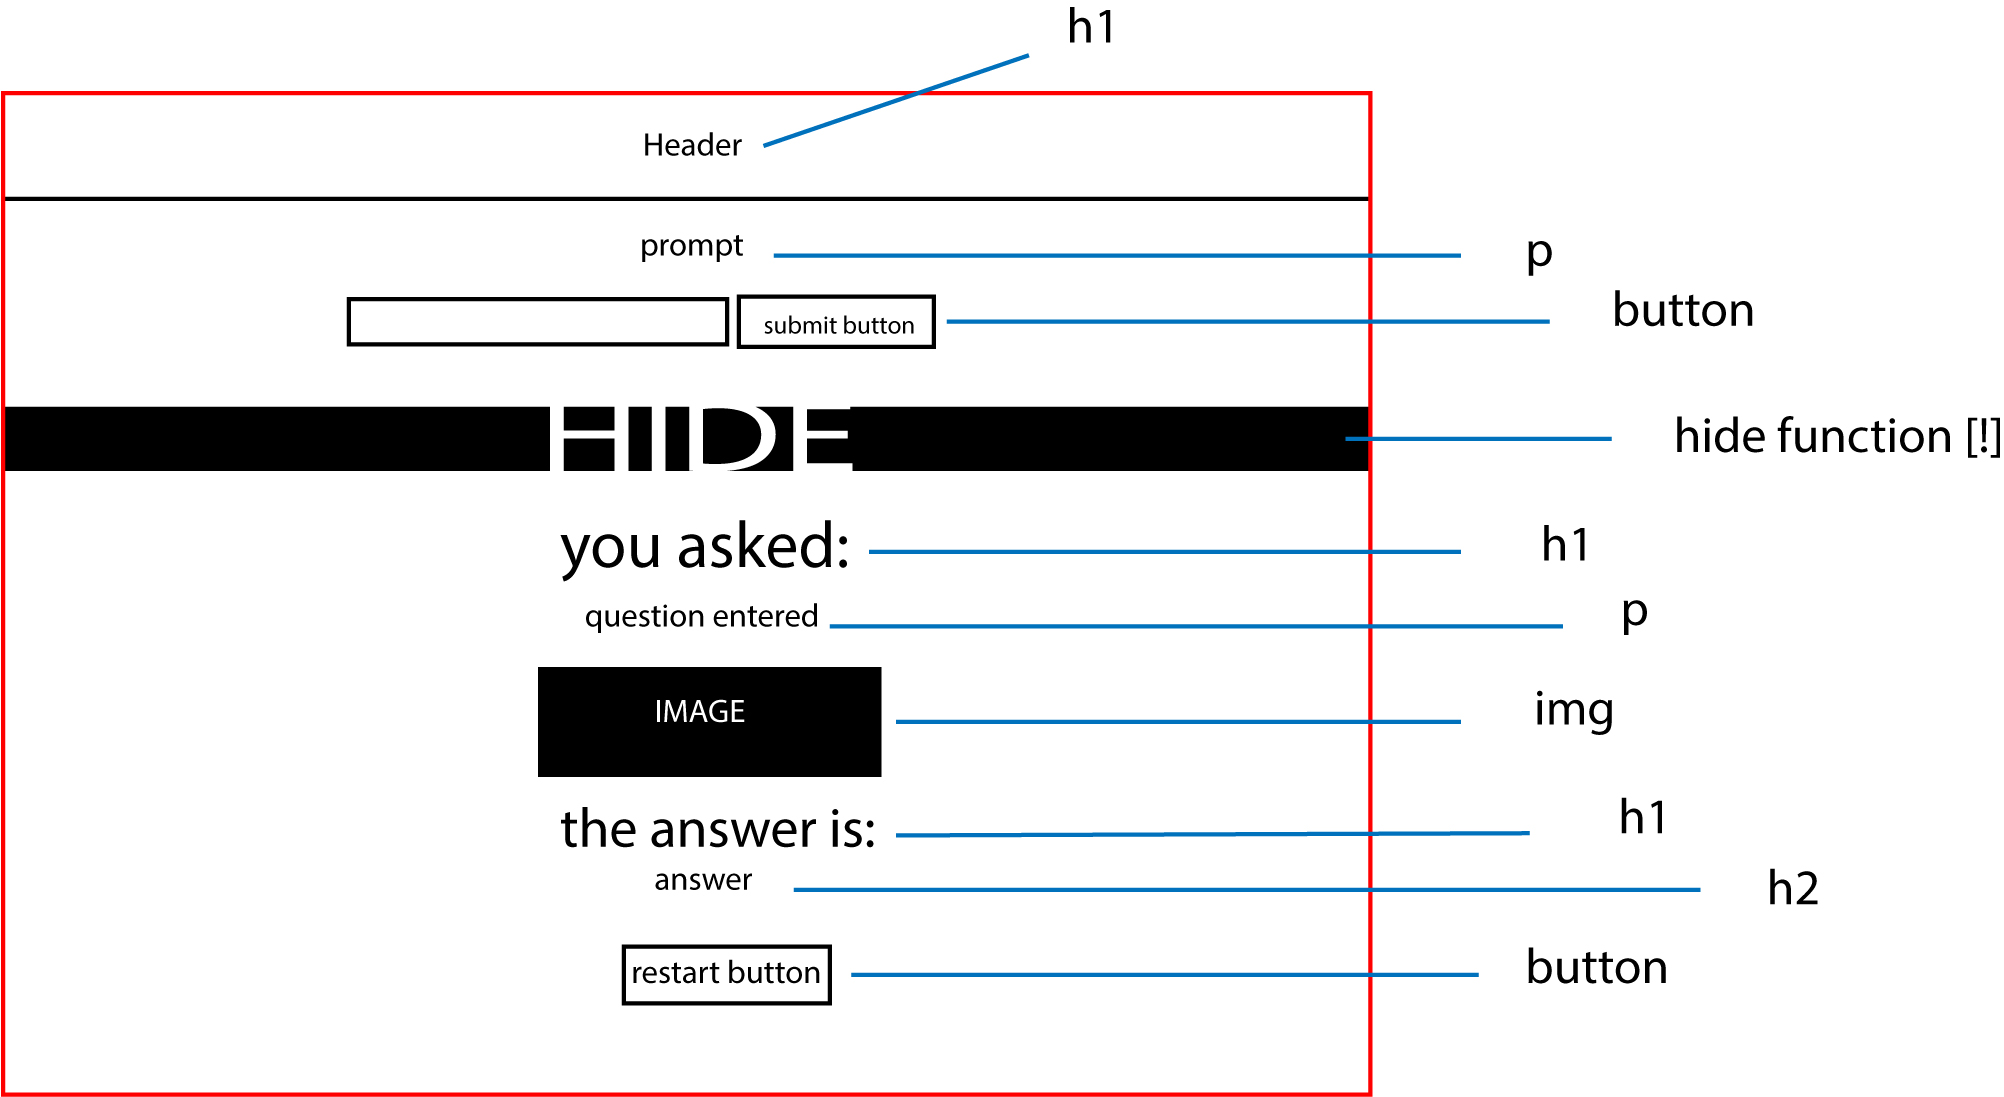 h1
Header
prompt
p
submit button
button
HIDE
hide function [!]
you asked:
h1
question entered
p
IMAGE
img
the answer is:
h1
answer
h2
restart button
button